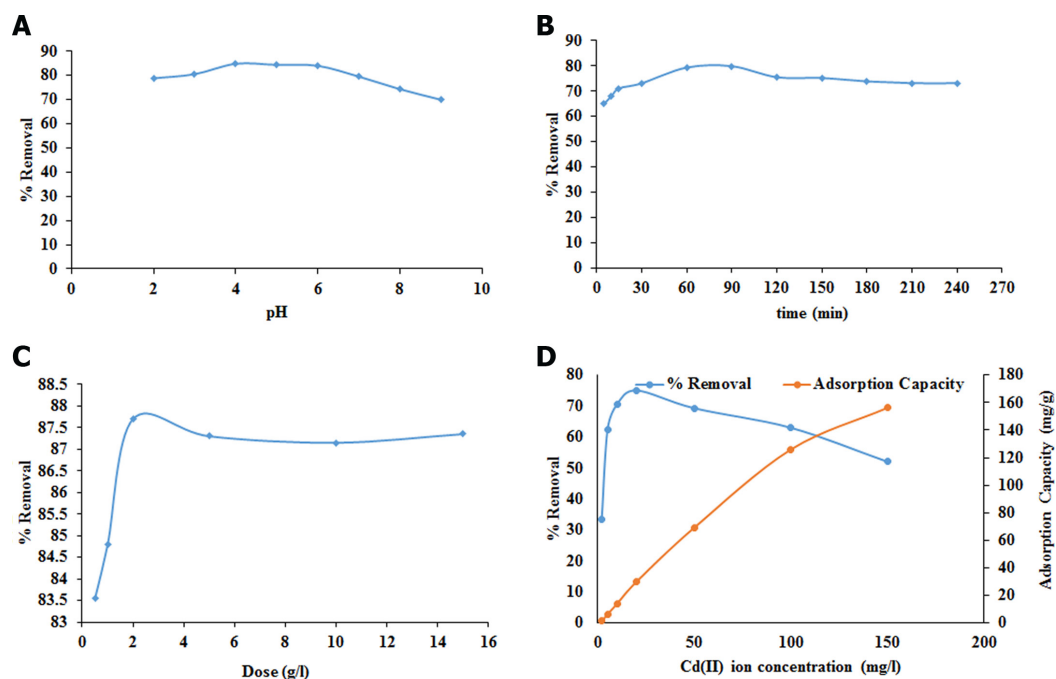 A
90
80
70
60
50
40
30
20
10
0
% Removal
0 2 4 6 8 10
pH
B
90
80
70
60
50
40
30
20
10
0
% Removal
0 30 60 90 120 150 180 210 240 270
time (min)
C
88.5
88
87.5
87
86.5
86
85.5
85
84.5
84
83.5
83
% Removal
0 2 4 6 8 10 12 14 16
Dose (g/l)
D
% Removal Adsorption Capacity
80
70
60
50
40
30
20
10
0
% Removal
180
160
140
120
100
80
60
40
20
0
Adsorption Capacity (mg/g)
0 50 100 150 200
Cd(II) ion concentration (mg/l)